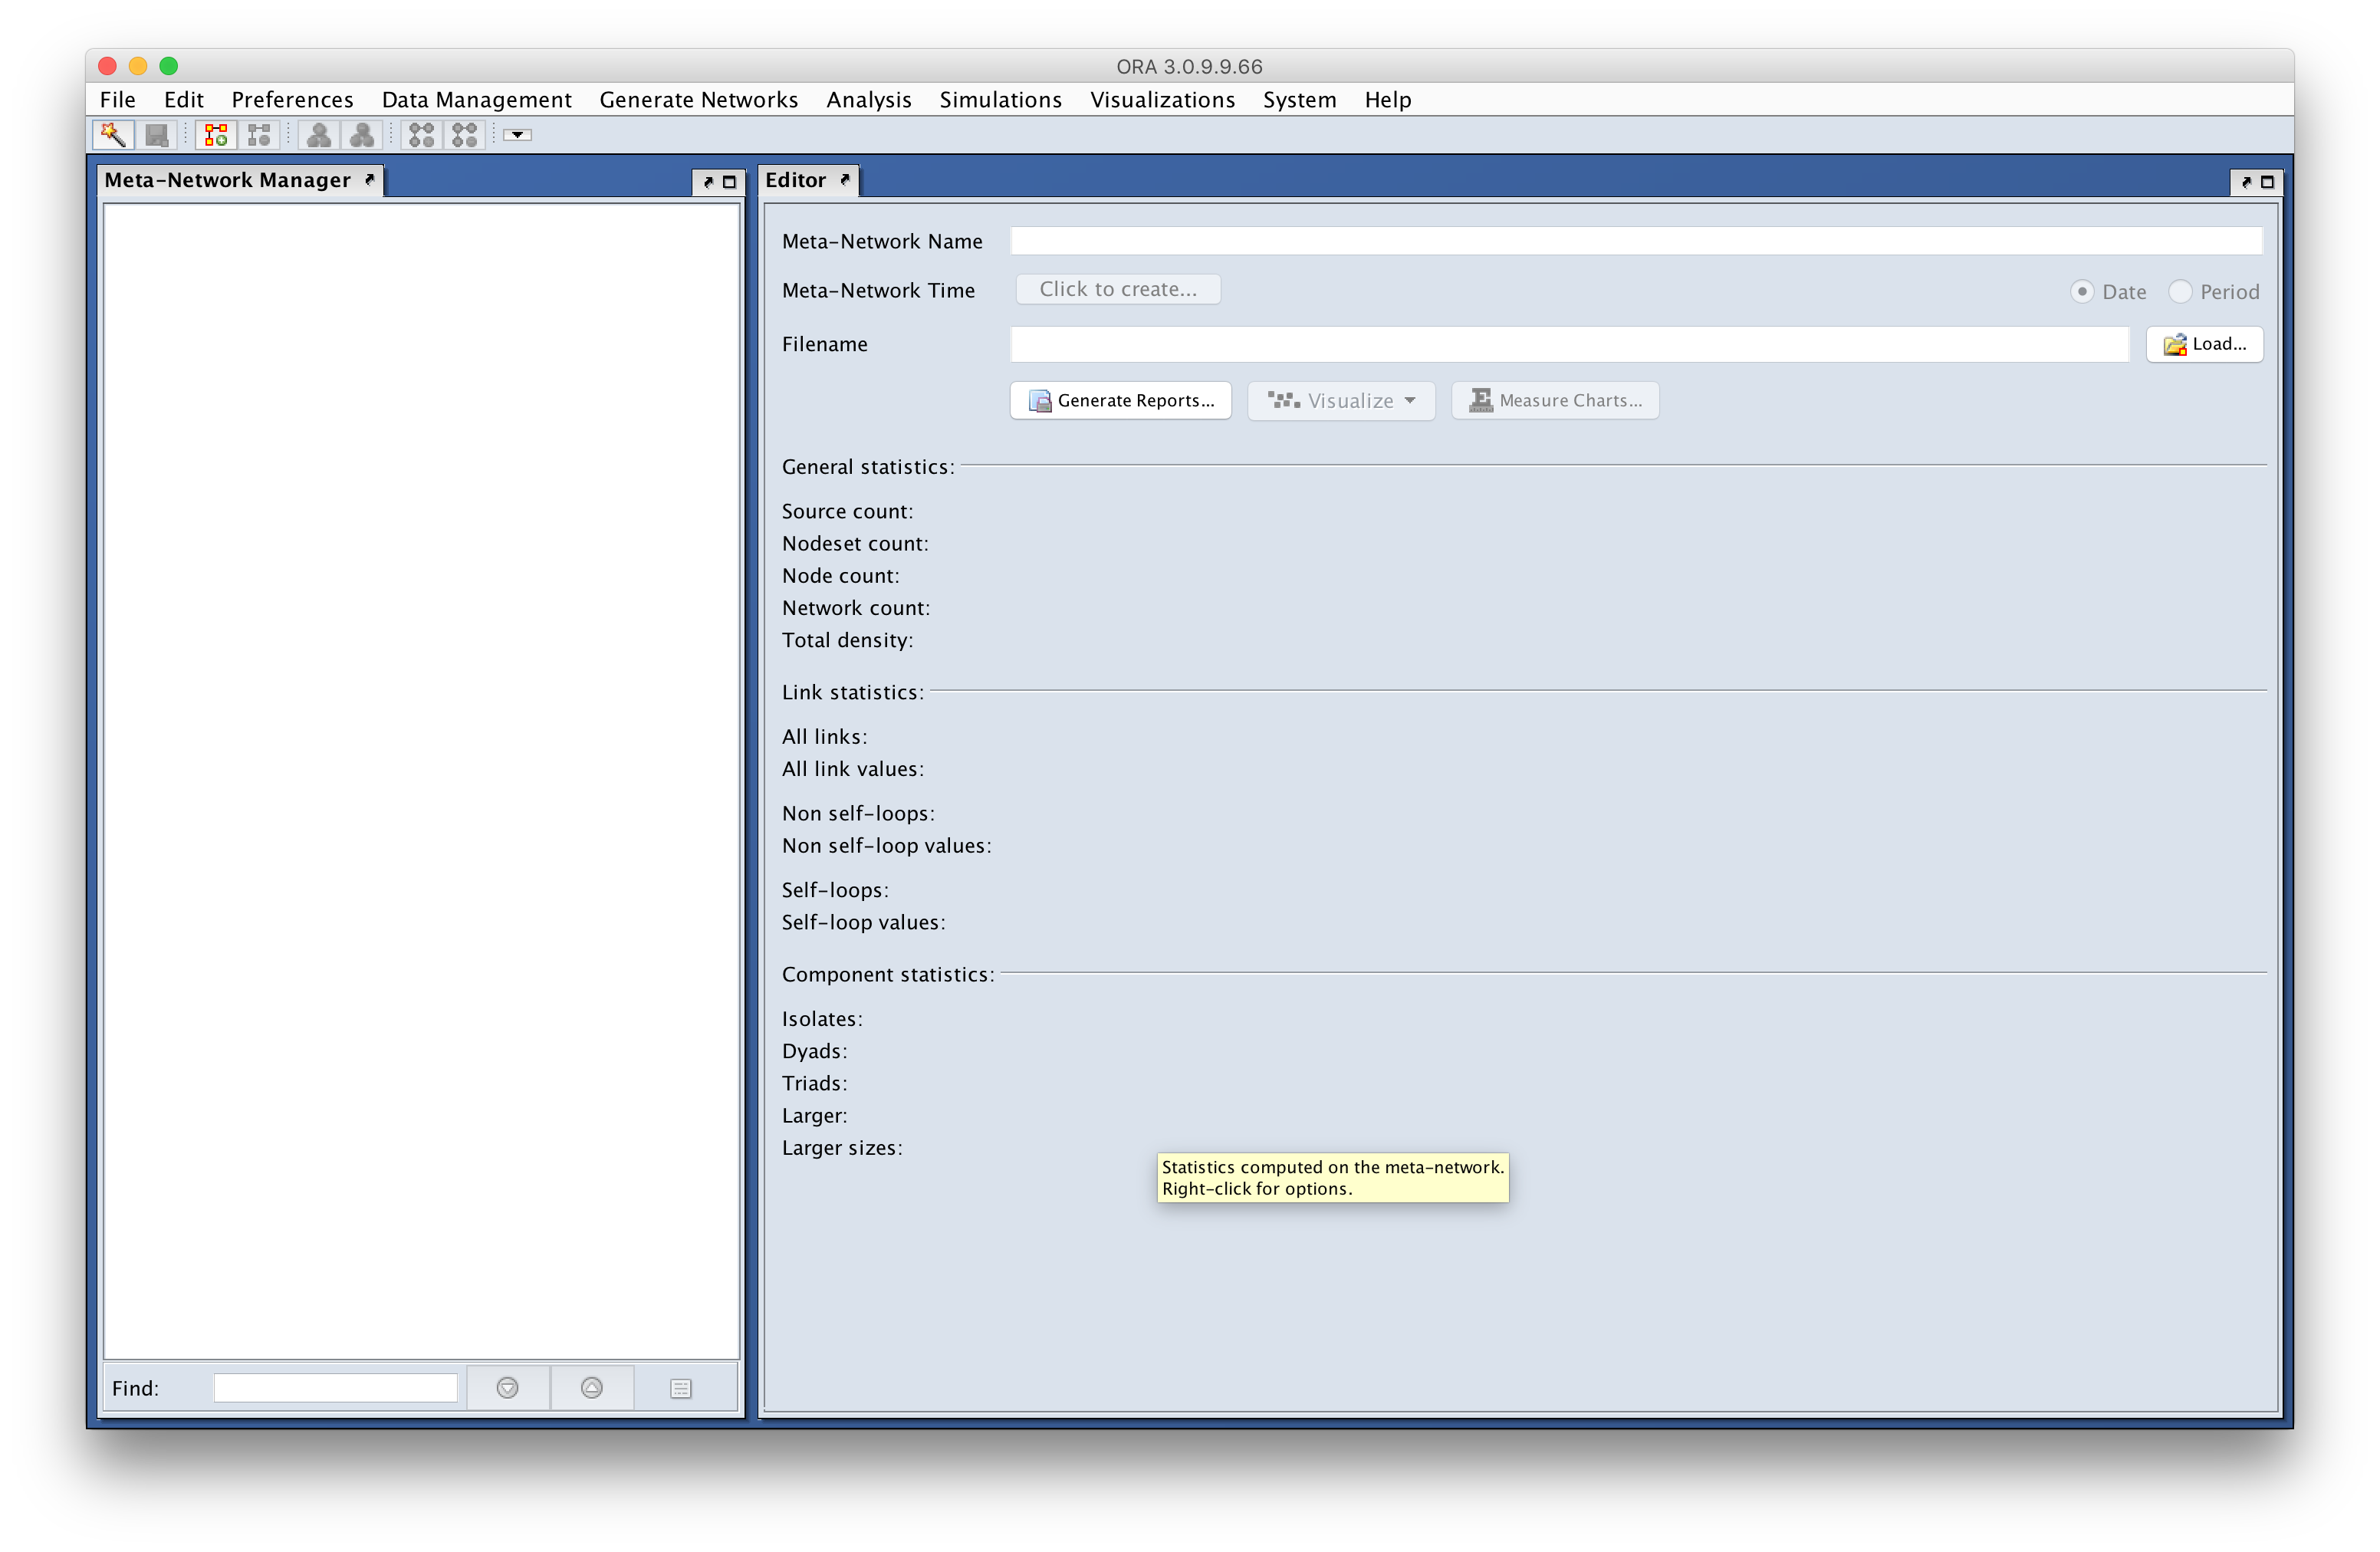 ORA 3.0.9.9.66
File Edit Preferences Data Management Generate Networks Analysis Simulations Visualizations System Help
Meta-Network Manager
Editor
Meta-Network Name
Meta-Network Time Click to create... Date Period
Filename Load...
Generate Reports... Visualize Measure Charts...
General statistics:
Source count:
Nodeset count:
Node count:
Network count:
Total density:
Link statistics:
All links:
All link values:
Non self-loops:
Non self-loop values:
Self-loops:
Self-loop values:
Component statistics:
Isolates:
Dyads:
Triads:
Larger:
Larger sizes:
Statistics computed on the meta-network.
Right-click for options.
Find: